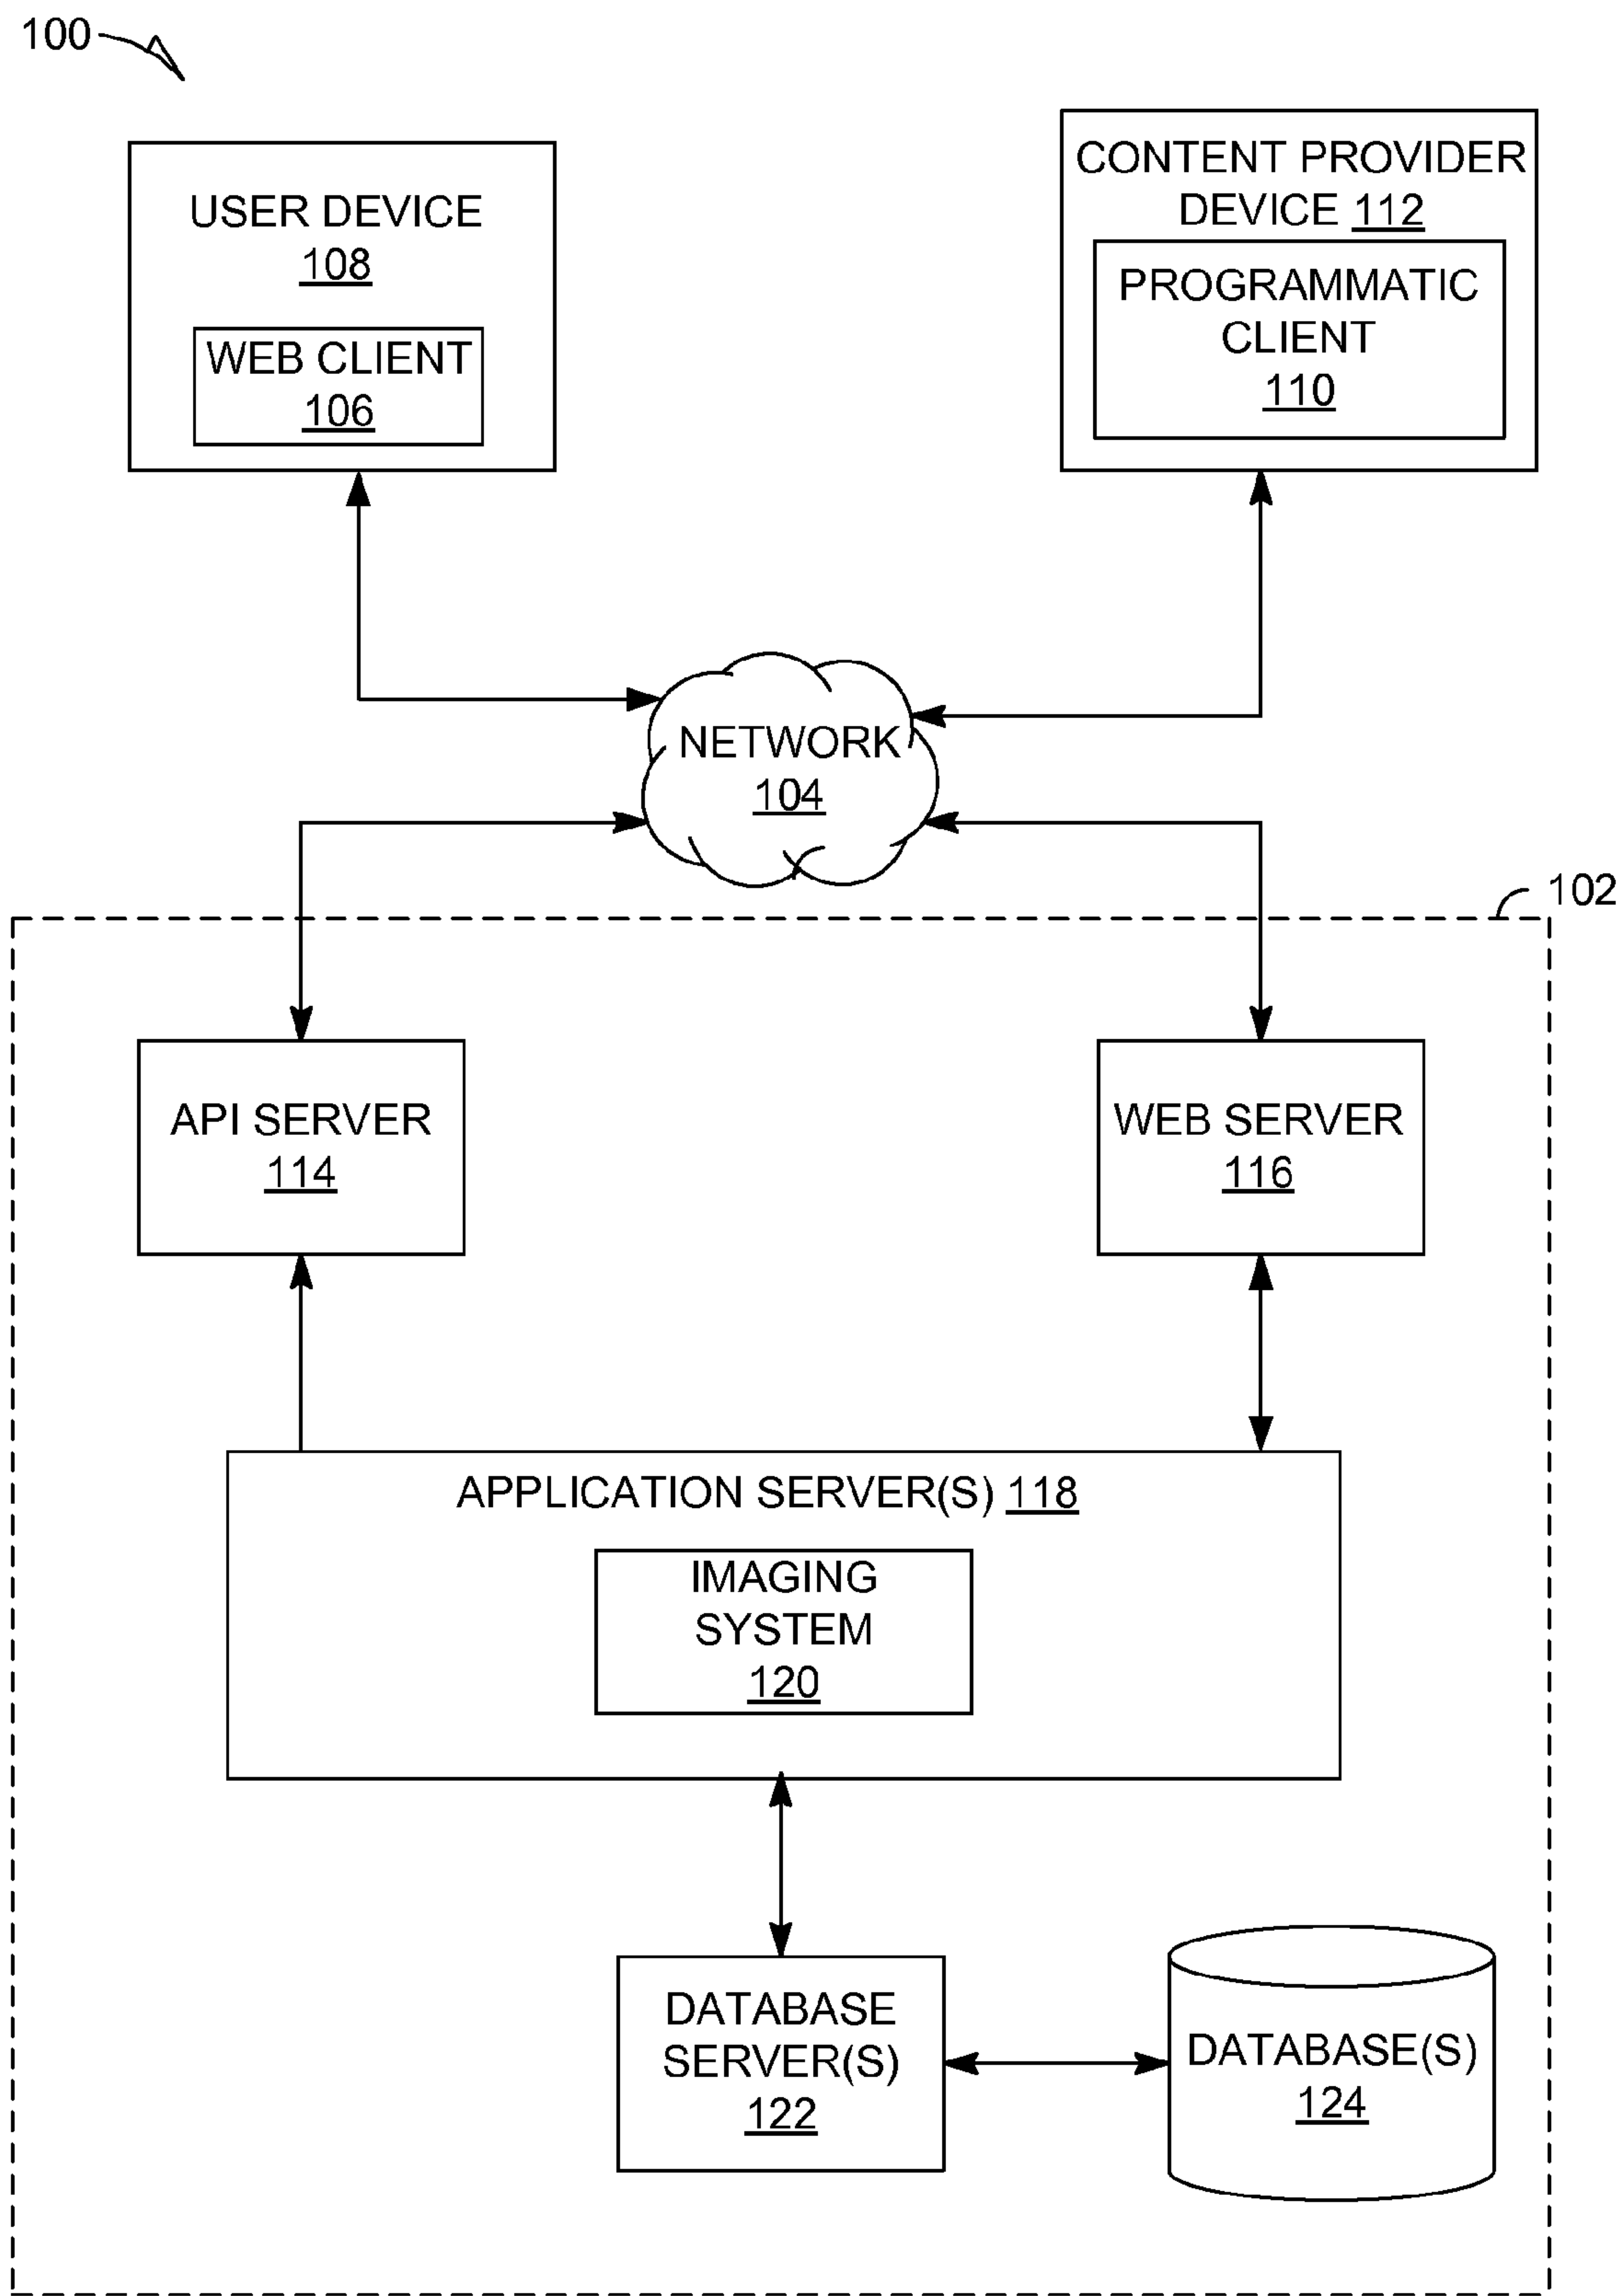 100
USER DEVICE
108
WEB CLIENT
106
CONTENT PROVIDER
DEVICE 112
PROGRAMMATIC
CLIENT
110
NETWORK
104
102
API SERVER
114
WEB SERVER
116
APPLICATION SERVER(S) 118
IMAGING
SYSTEM
120
DATABASE
SERVER(S)
122
DATABASE(S)
124